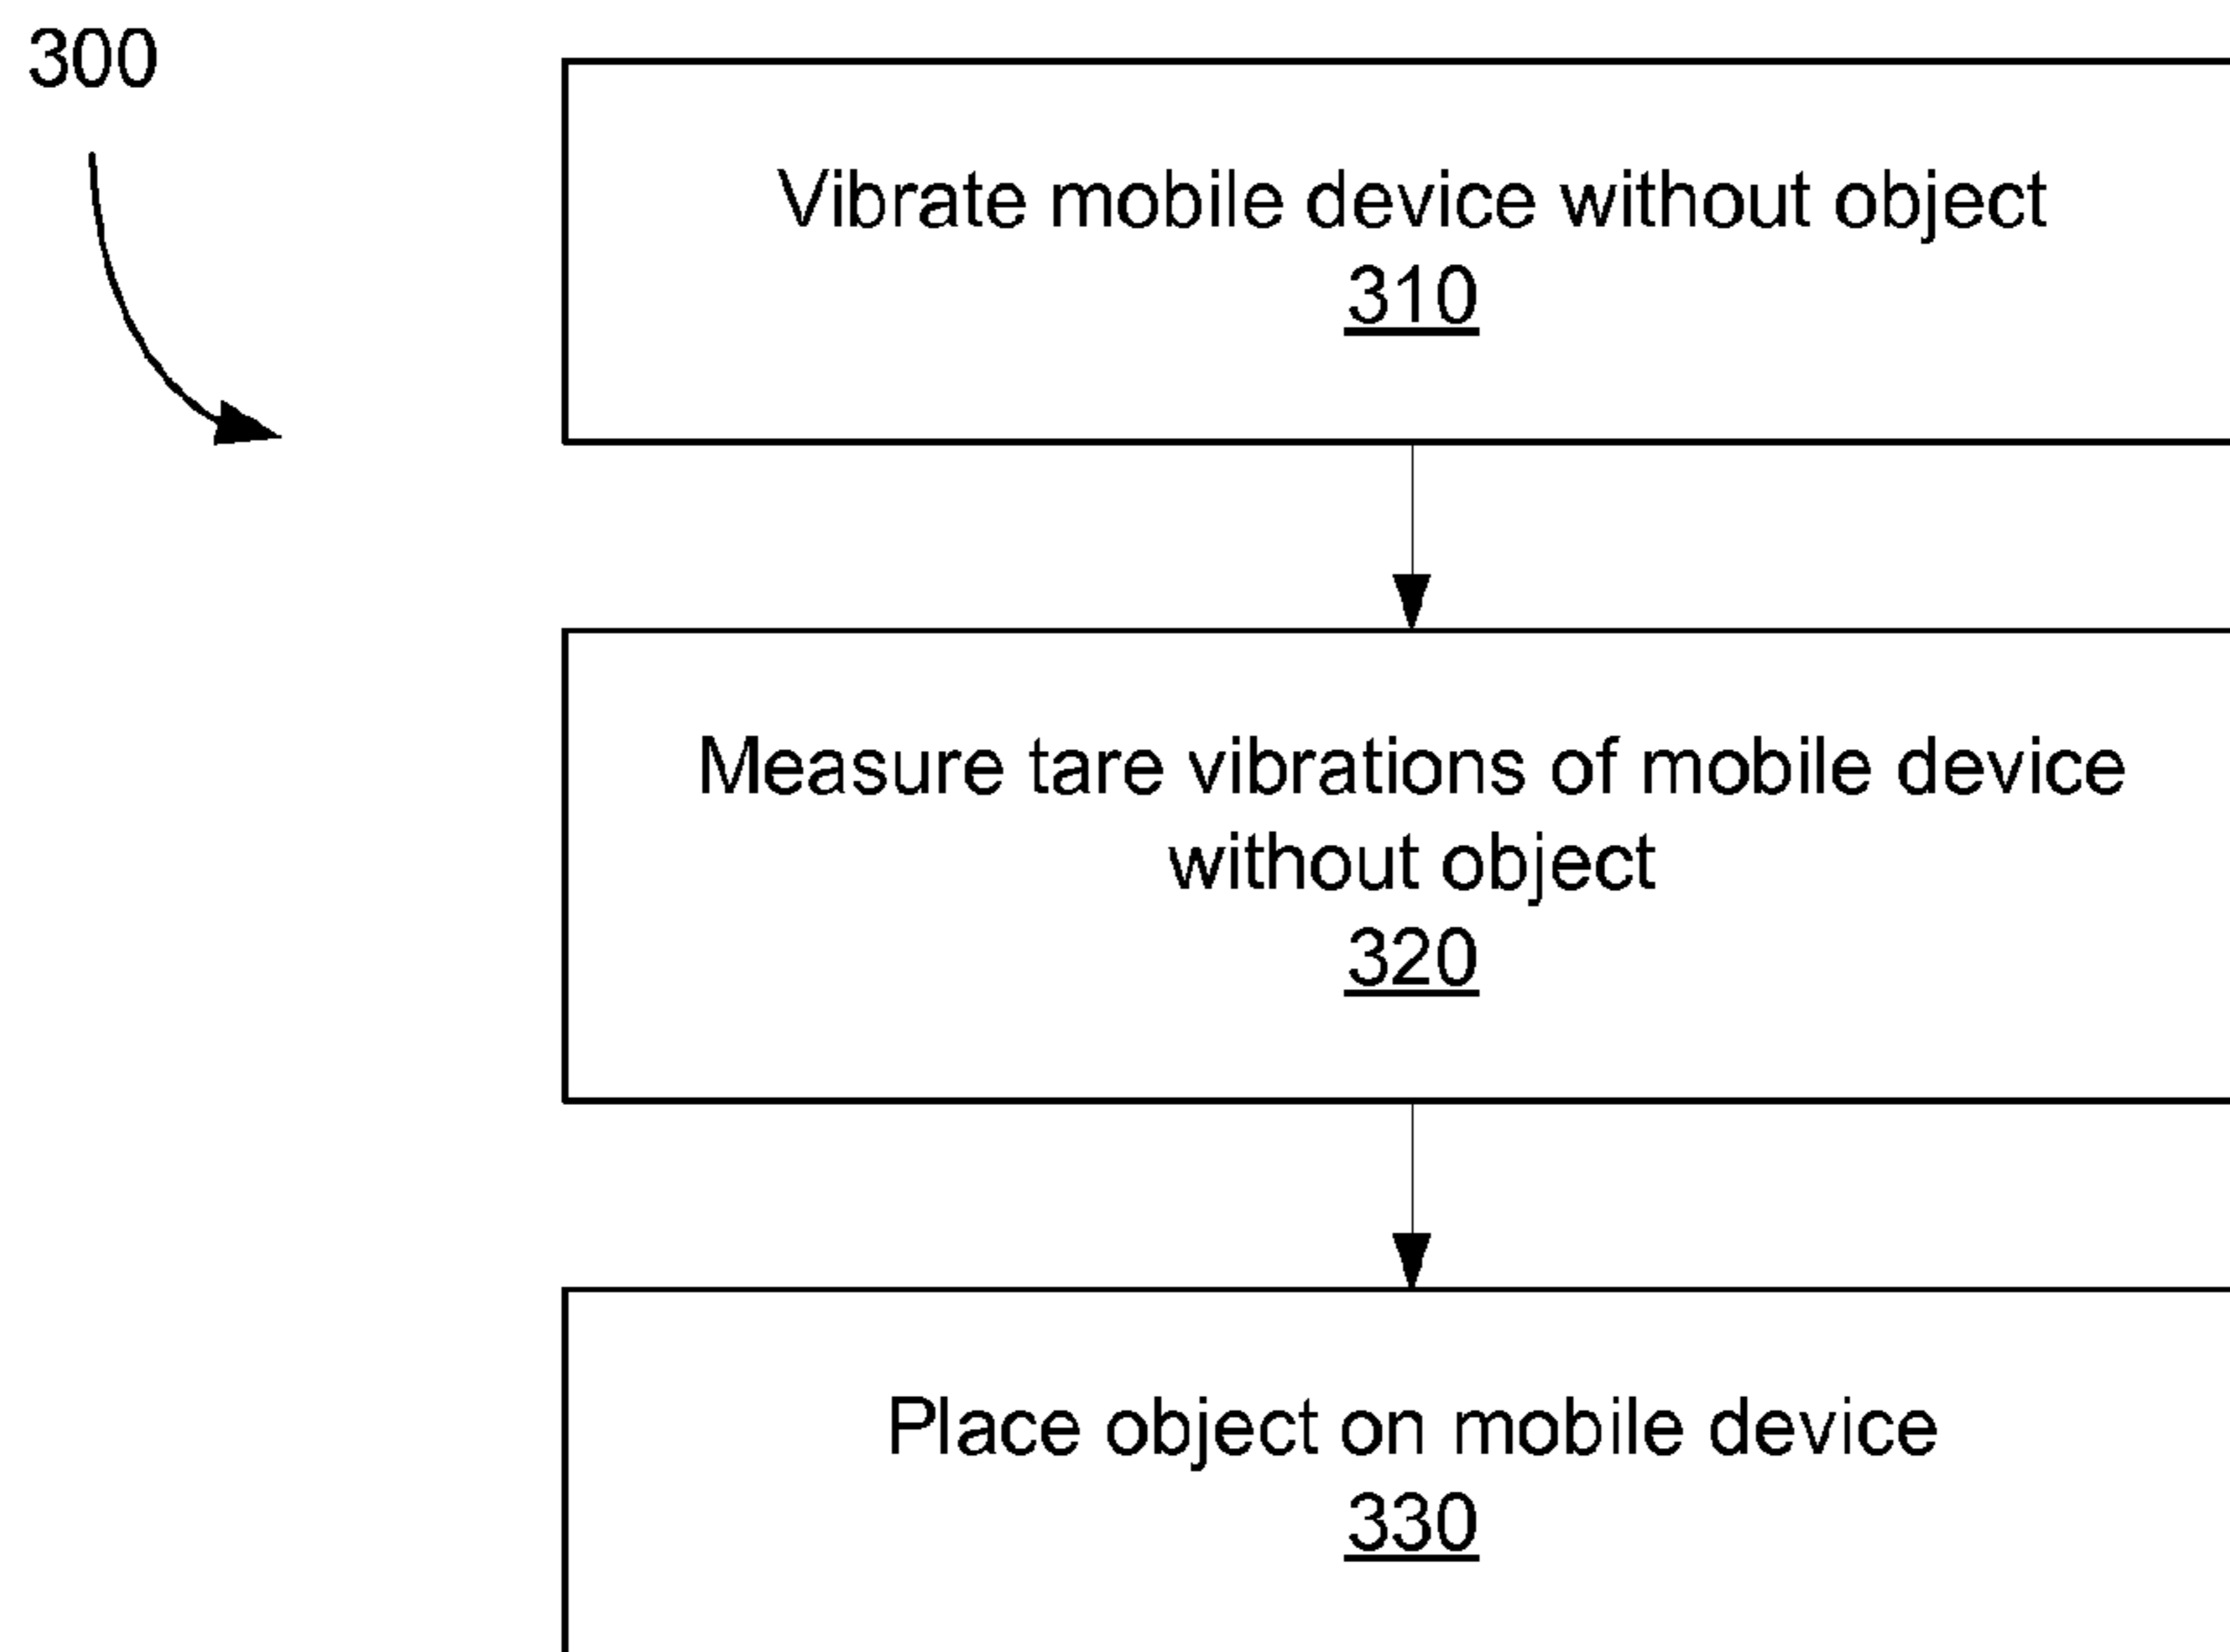 300
Vibrate mobile device without object
310
Measure tare vibrations of mobile device
without object
320
Place object on mobile device
330